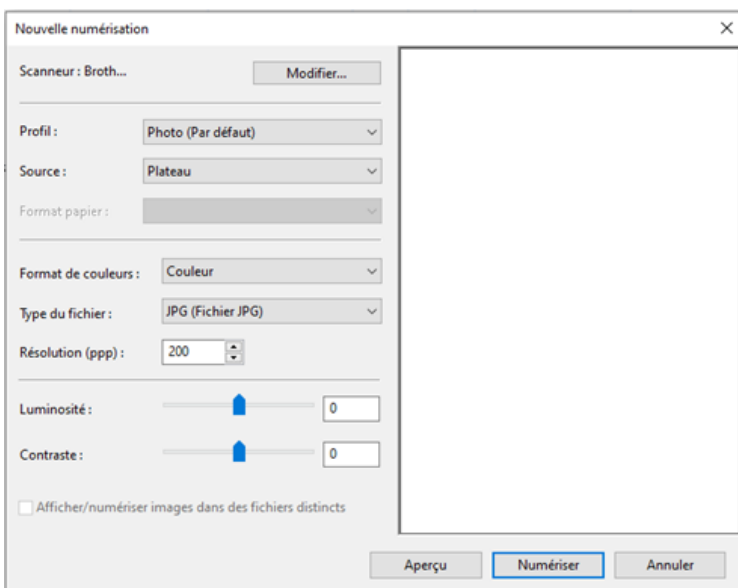 Nouvelle numérisation
Scanneur : Broth...
Modifier...
Profil :
Photo (Par défaut)
Source :
Plateau
Format papier :
Format de couleurs :
Couleur
Type du fichier :
JPG (Fichier JPG)
Résolution (ppp) :
200
Luminosité :
0
Contraste :
0
Afficher/numériser images dans des fichiers distincts
Aperçu
Numériser
Annuler